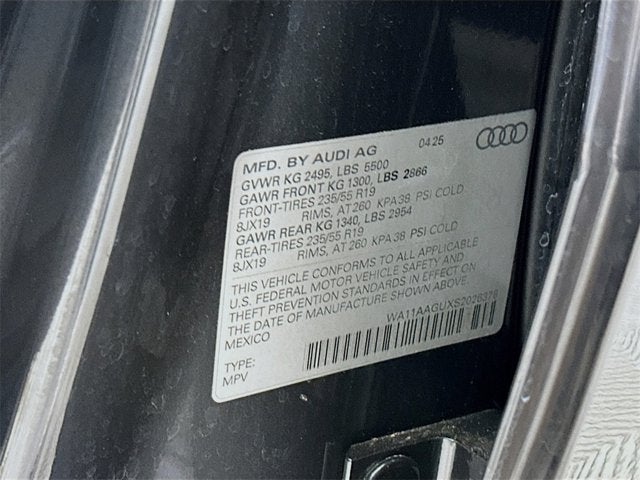 MFD. BY AUDI AG 04 25
GVWR KG 2495, LBS 5500
GAWR FRONT KG 1300, LBS 2866
FRONT-TIRES 235/55 R19
8JX19 RIMS, AT 260 KPA 38 PSI COLD
GAWR REAR KG 1340, LBS 2954
REAR-TIRES 235/55 R19
8JX19 RIMS, AT 260 KPA 38 PSI COLD
THIS VEHICLE CONFORMS TO ALL APPLICABLE
U.S. FEDERAL MOTOR VEHICLE SAFETY AND
THEFT PREVENTION STANDARDS IN EFFECT ON
THE DATE OF MANUFACTURE SHOWN ABOVE.
MEXICO WA11AAGUXS2028378
TYPE:
MPV